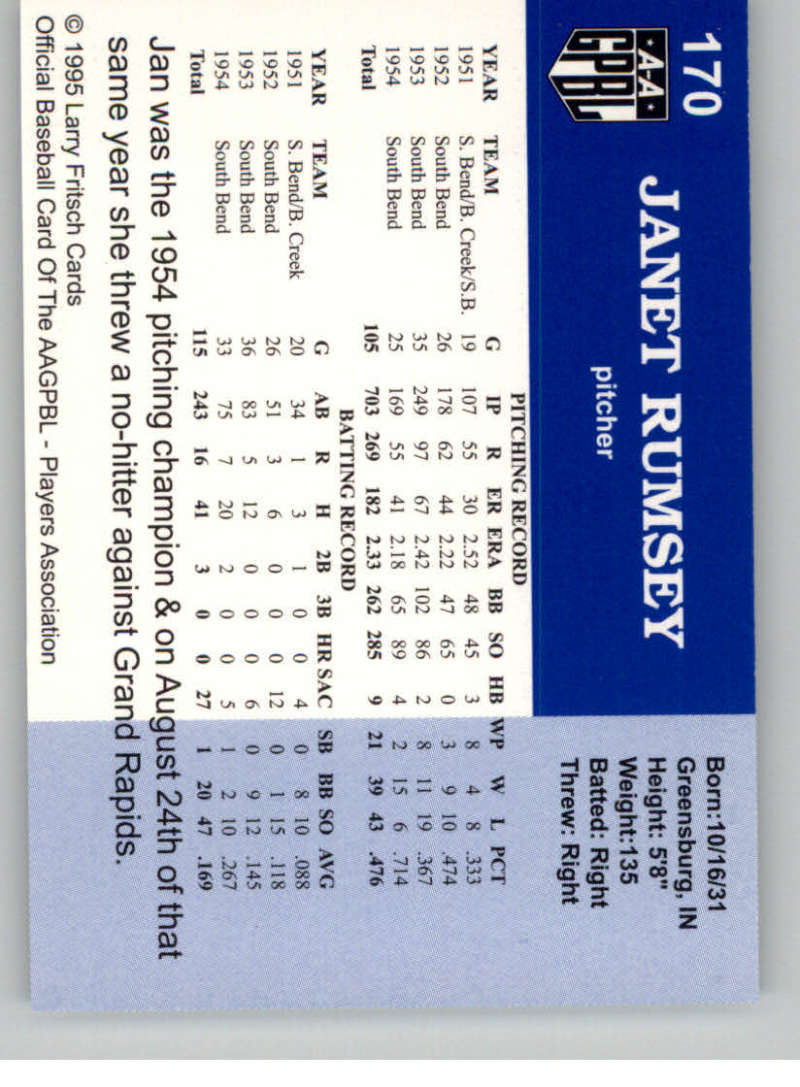 170
A-A
GPBL
JANET RUMSEY
pitcher
Born:10/16/31
Greensburg, IN
Height: 5'8"
Weight:135
Batted: Right
Threw: Right
PITCHING RECORD
YEAR TEAM G IP R ER ERA BB SO HB WP W L PCT
1951 S. Bend/B. Creek/S.B. 19 107 55 30 2.52 48 45 3 8 4 8 .333
1952 South Bend 26 178 62 44 2.22 47 65 0 3 9 10 .474
1953 South Bend 35 249 97 67 2.42 102 86 2 8 11 19 .367
1954 South Bend 25 169 55 41 2.18 65 89 4 2 15 6 .714
Total 105 703 269 182 2.33 262 285 9 21 39 43 .476
BATTING RECORD
YEAR TEAM G AB R H 2B 3B HR SAC SB BB SO AVG
1951 S. Bend/B. Creek 20 34 1 3 1 0 0 4 0 8 10 .088
1952 South Bend 26 51 3 6 0 0 0 12 0 1 15 .118
1953 South Bend 36 83 5 12 0 0 0 6 0 9 12 .145
1954 South Bend 33 75 7 20 2 0 0 5 1 2 10 .267
Total 115 243 16 41 3 0 0 27 1 20 47 .169
Jan was the 1954 pitching champion & on August 24th of that
same year she threw a no-hitter against Grand Rapids.
© 1995 Larry Fritsch Cards
Official Baseball Card Of The AAGPBL - Players Association